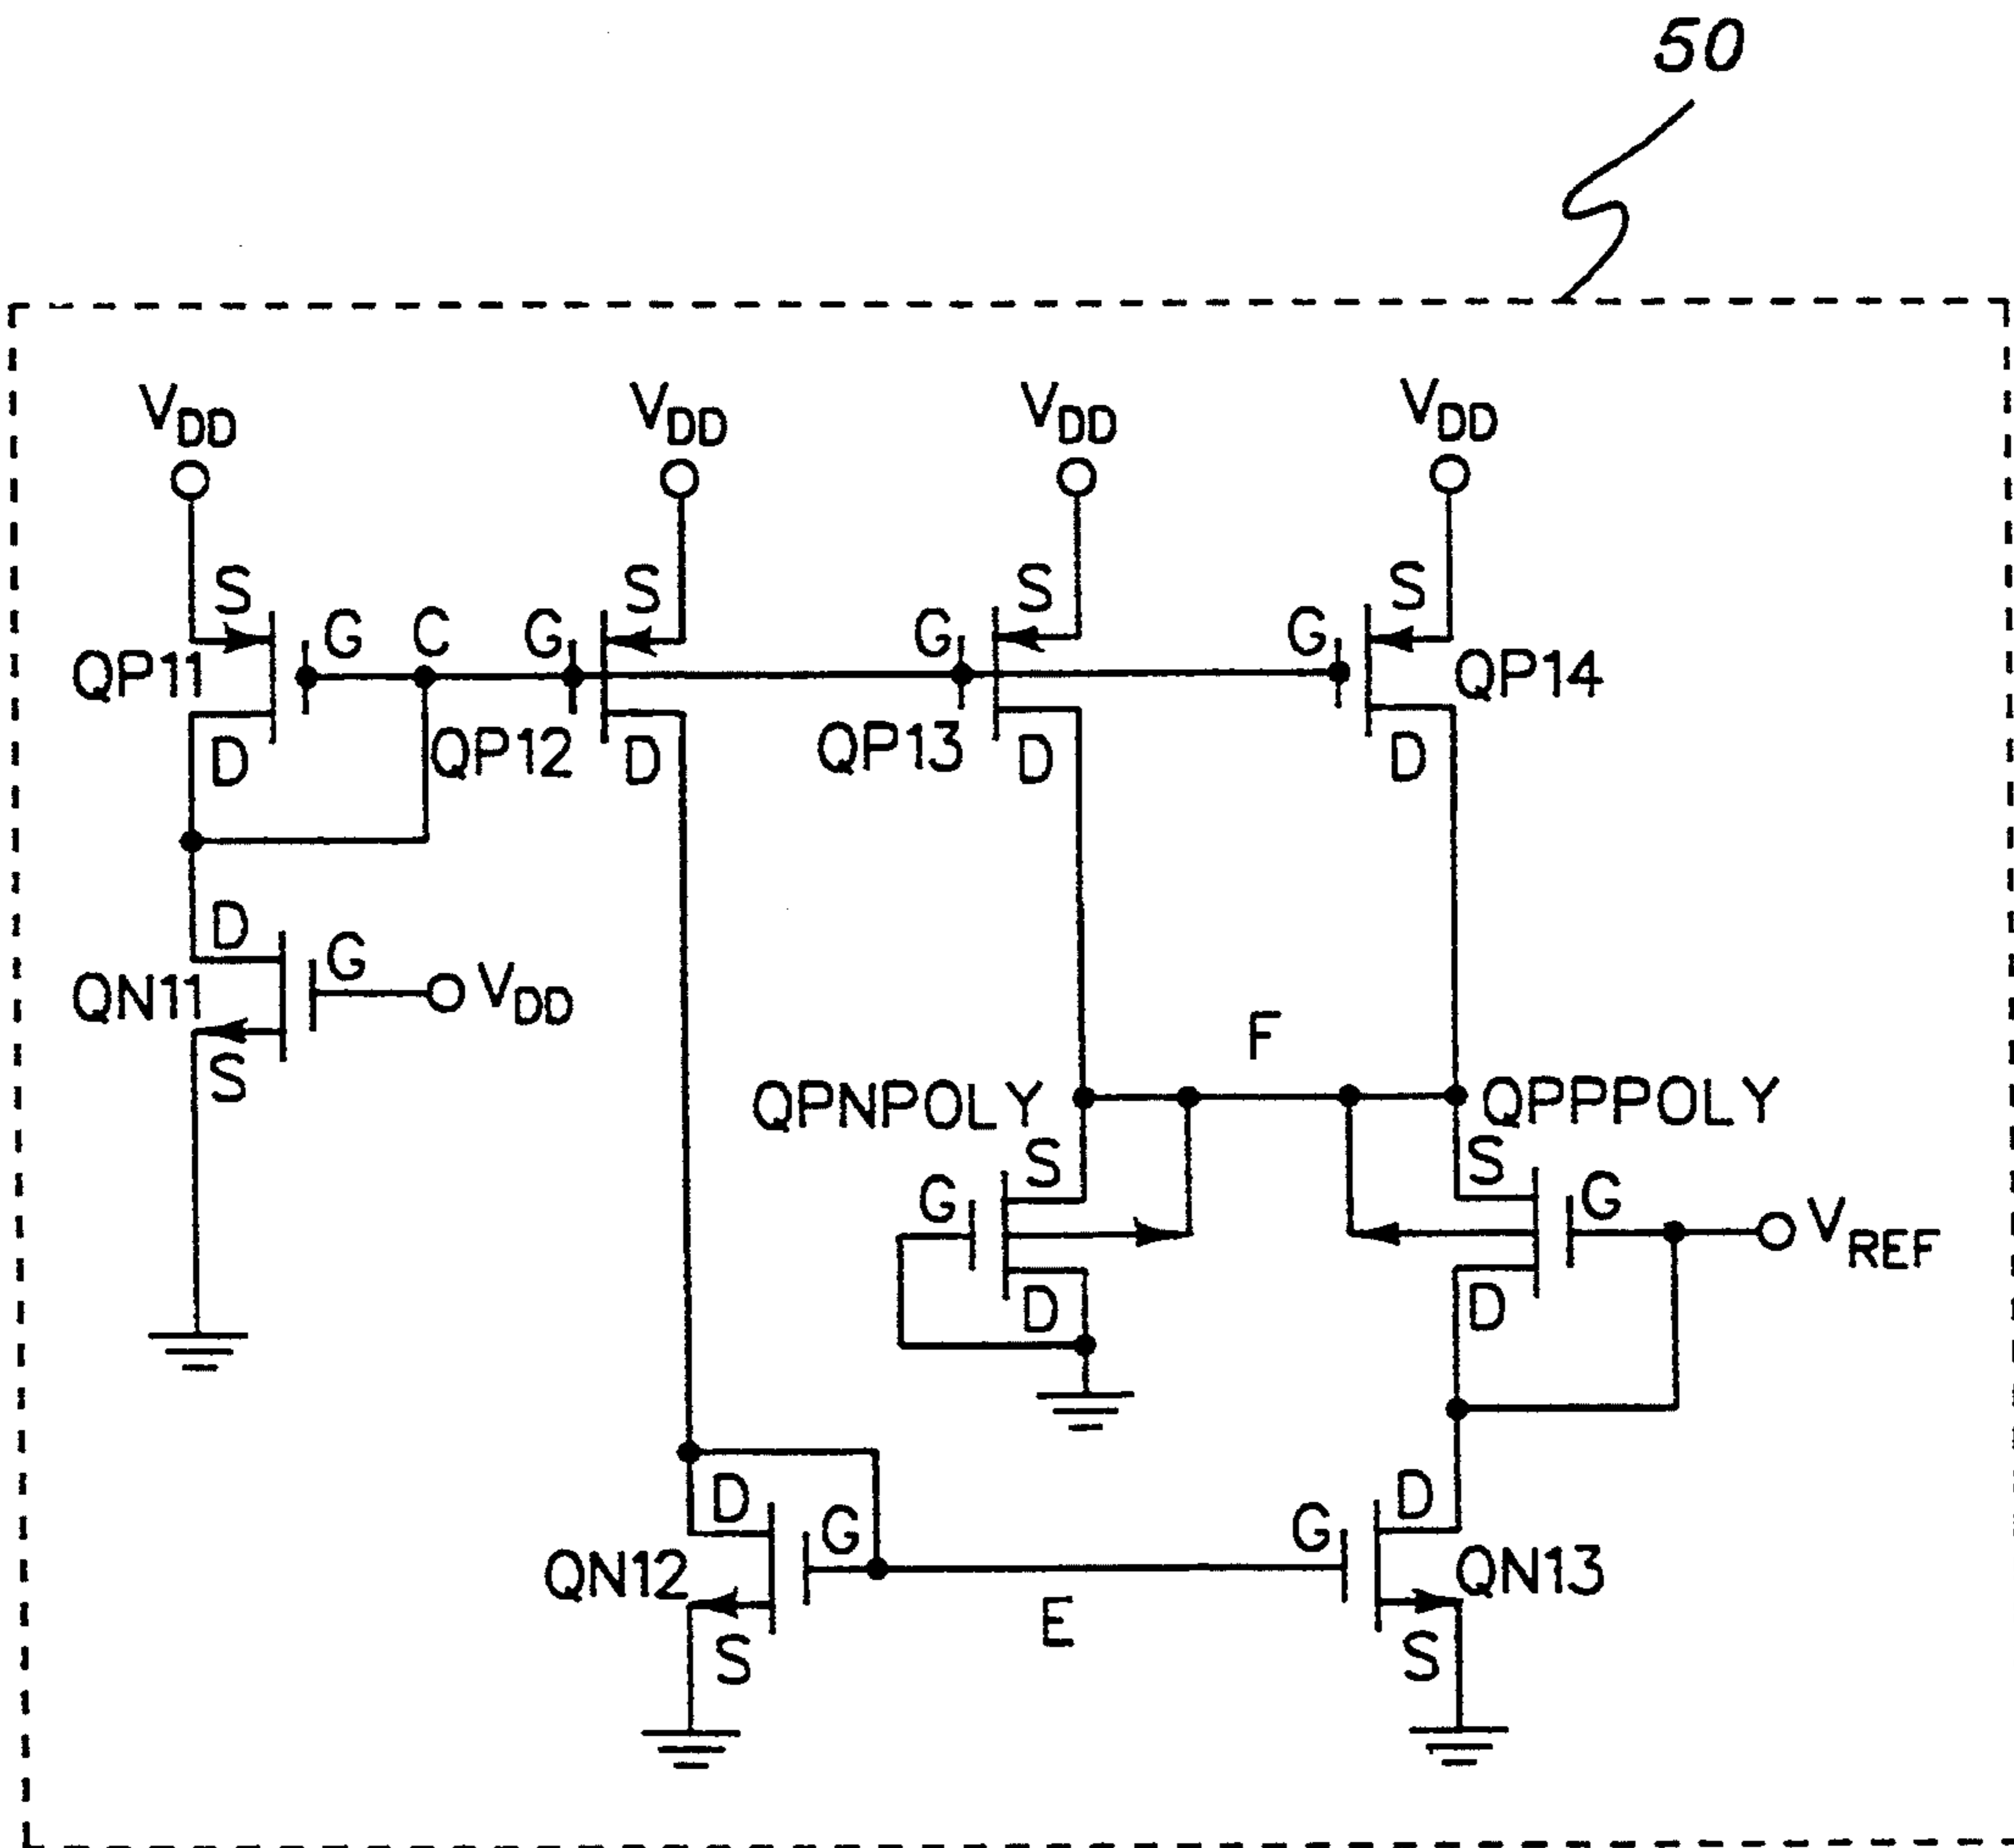 50
VDD VDD VDD VDD
S S S S
G C G G G
QP11 QP14
D QP12 D QP13 D D
D
G
QN11 VDD
S
F
QPNPOLY QPPPOLY
S S
G G
VREF
D D
D D
G G
QN12 QN13
E
S S